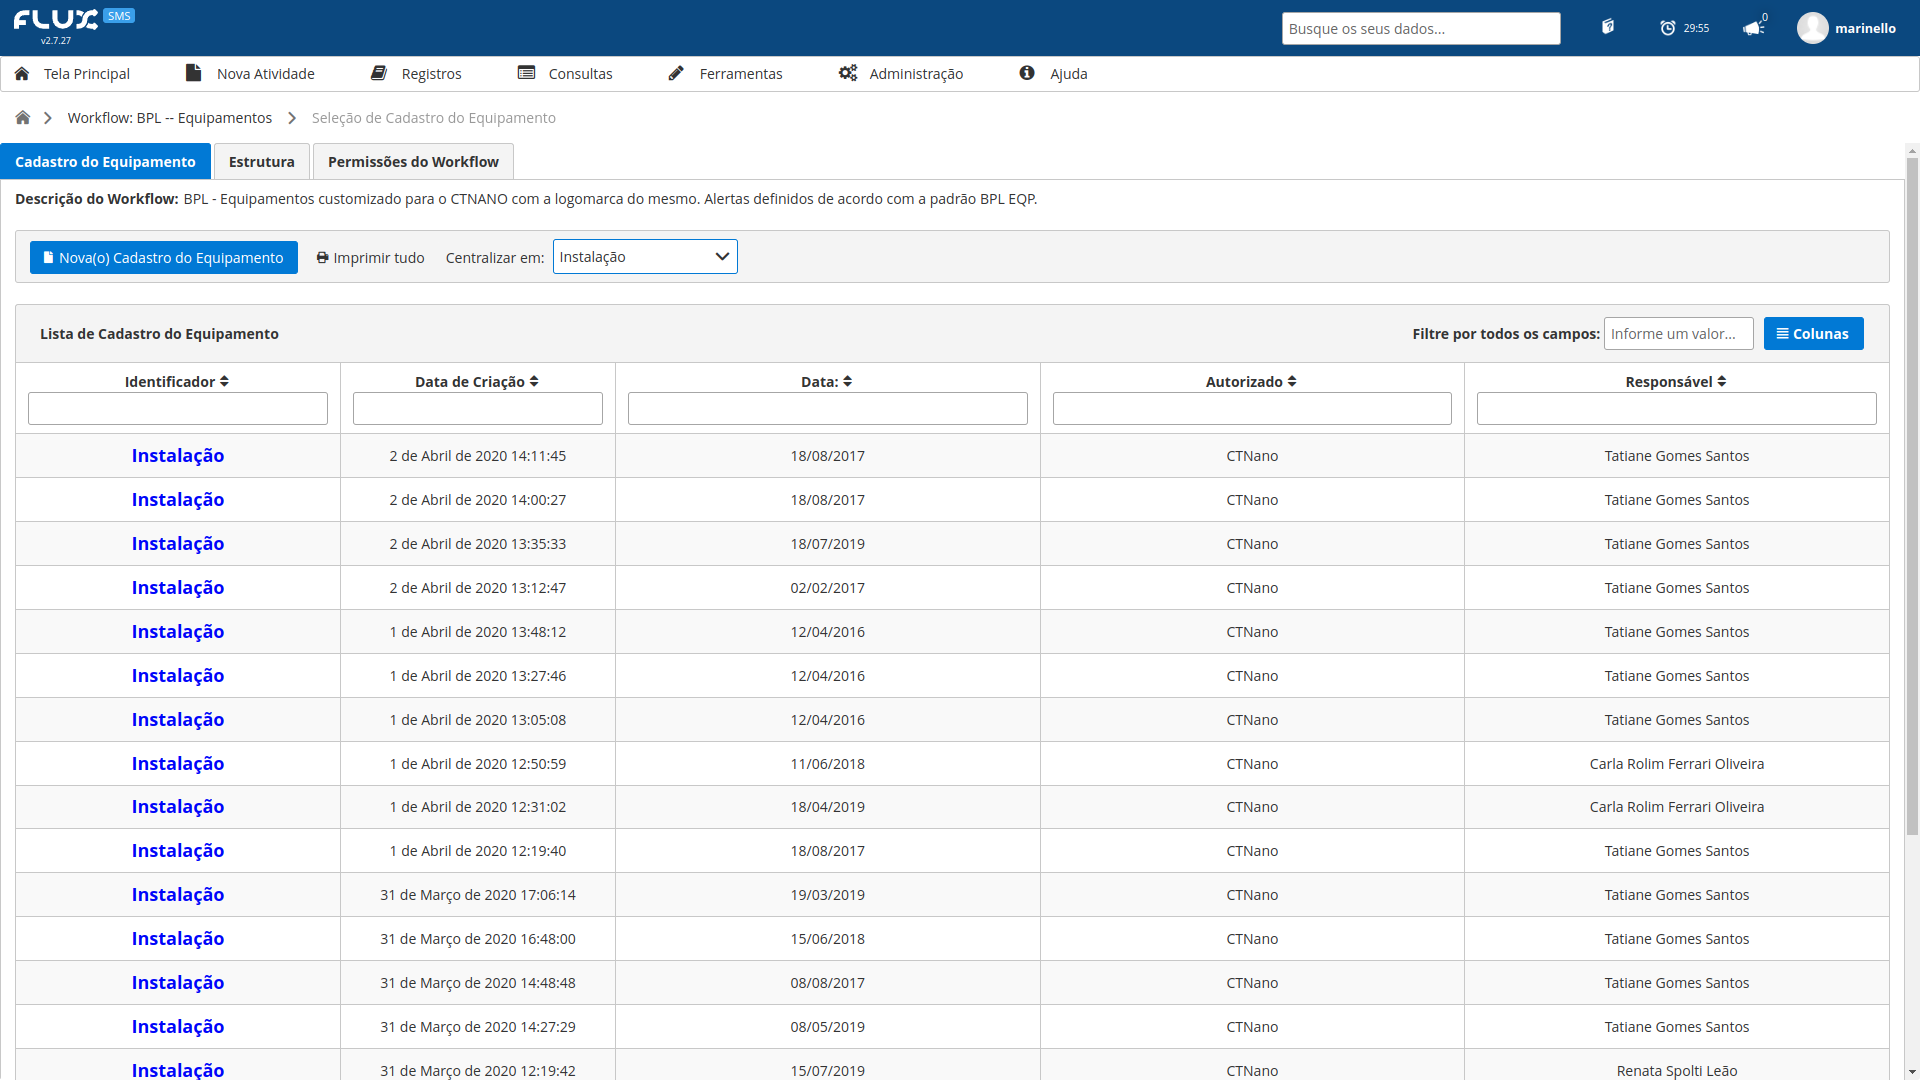 FLUX SMS
v2.7.27
Busque os seus dados...
29:55
0
marinello
Tela Principal
Nova Atividade
Registros
Consultas
Ferramentas
Administração
Ajuda
Workflow: BPL -- Equipamentos
Seleção de Cadastro do Equipamento
Cadastro do Equipamento
Estrutura
Permissões do Workflow
Descrição do Workflow: BPL - Equipamentos customizado para o CTNANO com a logomarca do mesmo. Alertas definidos de acordo com a padrão BPL EQP.
Nova(o) Cadastro do Equipamento
Imprimir tudo
Centralizar em:
Instalação
Lista de Cadastro do Equipamento
Filtre por todos os campos:
Informe um valor...
Colunas
Identificador Data de Criação Data: Autorizado Responsável
Instalação 2 de Abril de 2020 14:11:45 18/08/2017 CTNano Tatiane Gomes Santos
Instalação 2 de Abril de 2020 14:00:27 18/08/2017 CTNano Tatiane Gomes Santos
Instalação 2 de Abril de 2020 13:35:33 18/07/2019 CTNano Tatiane Gomes Santos
Instalação 2 de Abril de 2020 13:12:47 02/02/2017 CTNano Tatiane Gomes Santos
Instalação 1 de Abril de 2020 13:48:12 12/04/2016 CTNano Tatiane Gomes Santos
Instalação 1 de Abril de 2020 13:27:46 12/04/2016 CTNano Tatiane Gomes Santos
Instalação 1 de Abril de 2020 13:05:08 12/04/2016 CTNano Tatiane Gomes Santos
Instalação 1 de Abril de 2020 12:50:59 11/06/2018 CTNano Carla Rolim Ferrari Oliveira
Instalação 1 de Abril de 2020 12:31:02 18/04/2019 CTNano Carla Rolim Ferrari Oliveira
Instalação 1 de Abril de 2020 12:19:40 18/08/2017 CTNano Tatiane Gomes Santos
Instalação 31 de Março de 2020 17:06:14 19/03/2019 CTNano Tatiane Gomes Santos
Instalação 31 de Março de 2020 16:48:00 15/06/2018 CTNano Tatiane Gomes Santos
Instalação 31 de Março de 2020 14:48:48 08/08/2017 CTNano Tatiane Gomes Santos
Instalação 31 de Março de 2020 14:27:29 08/05/2019 CTNano Tatiane Gomes Santos
Instalação 31 de Março de 2020 12:19:42 15/07/2019 CTNano Renata Spolti Leão